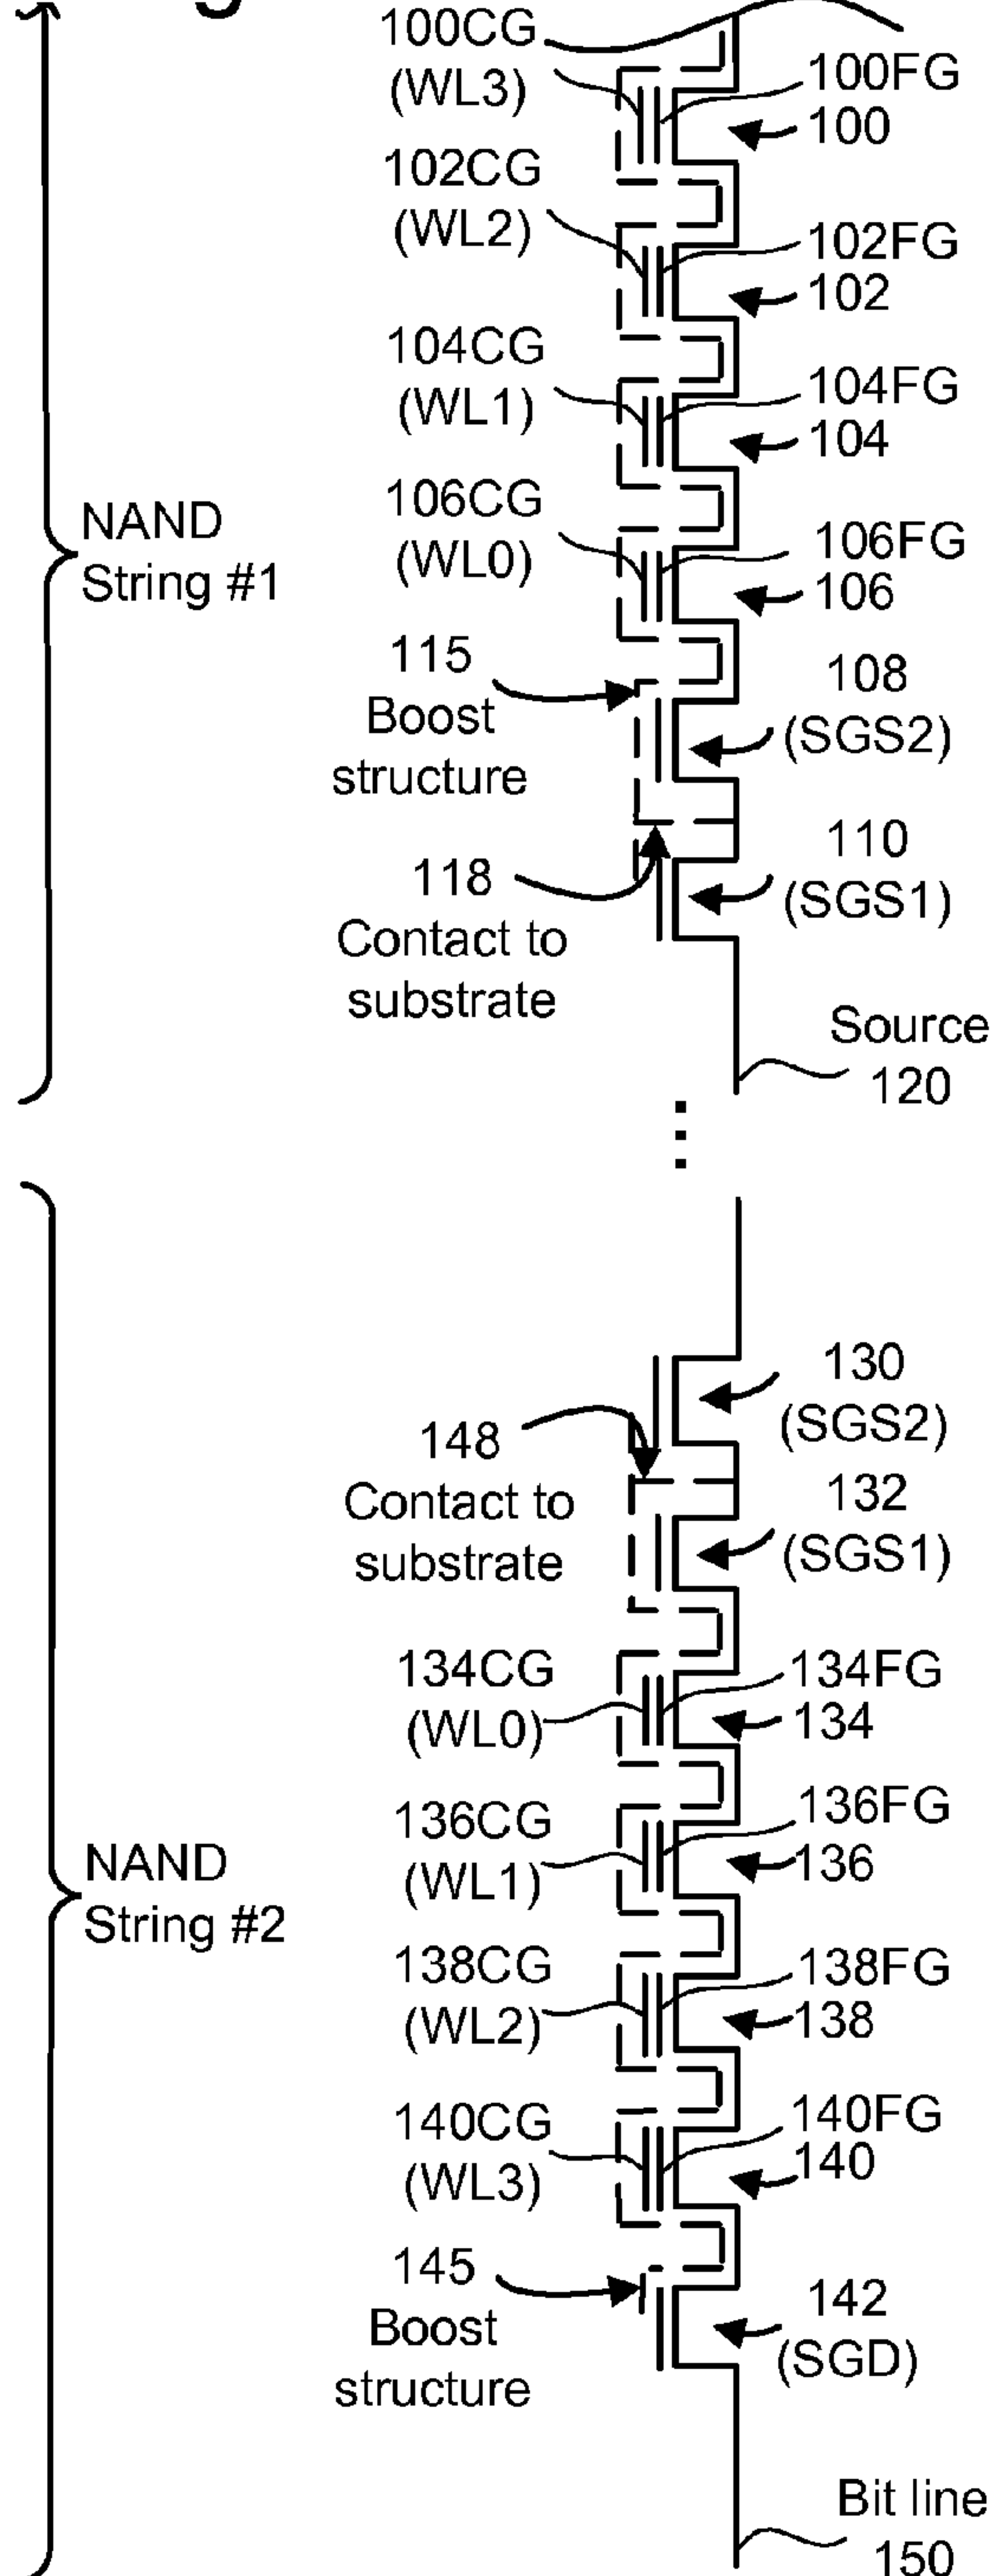 100CG
(WL3)
100FG
100
102CG
(WL2)
102FG
102
104CG
(WL1)
104FG
104
106CG
(WL0)
106FG
106
NAND
String #1
115
Boost
structure
108
(SGS2)
110
(SGS1)
118
Contact to
substrate
Source
120
130
(SGS2)
148
Contact to
substrate
132
(SGS1)
134CG
(WL0)
134FG
134
136CG
(WL1)
136FG
136
NAND
String #2
138CG
(WL2)
138FG
138
140CG
(WL3)
140FG
140
145
Boost
structure
142
(SGD)
Bit line
150